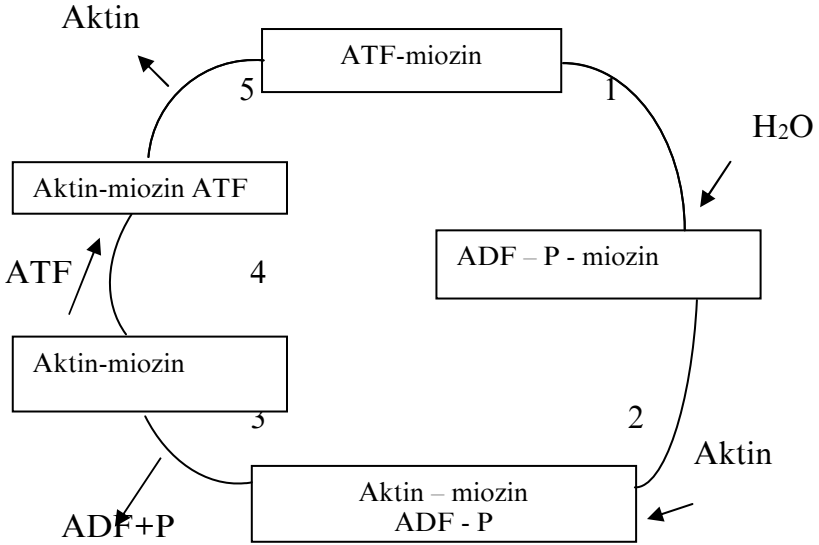 Aktin
ATF-miozin
5
1
H₂O
Aktin-miozin ATF
ADF – P - miozin
ATF
4
Aktin-miozin
3
2
Aktin
Aktin – miozin
ADF - P
ADF+P